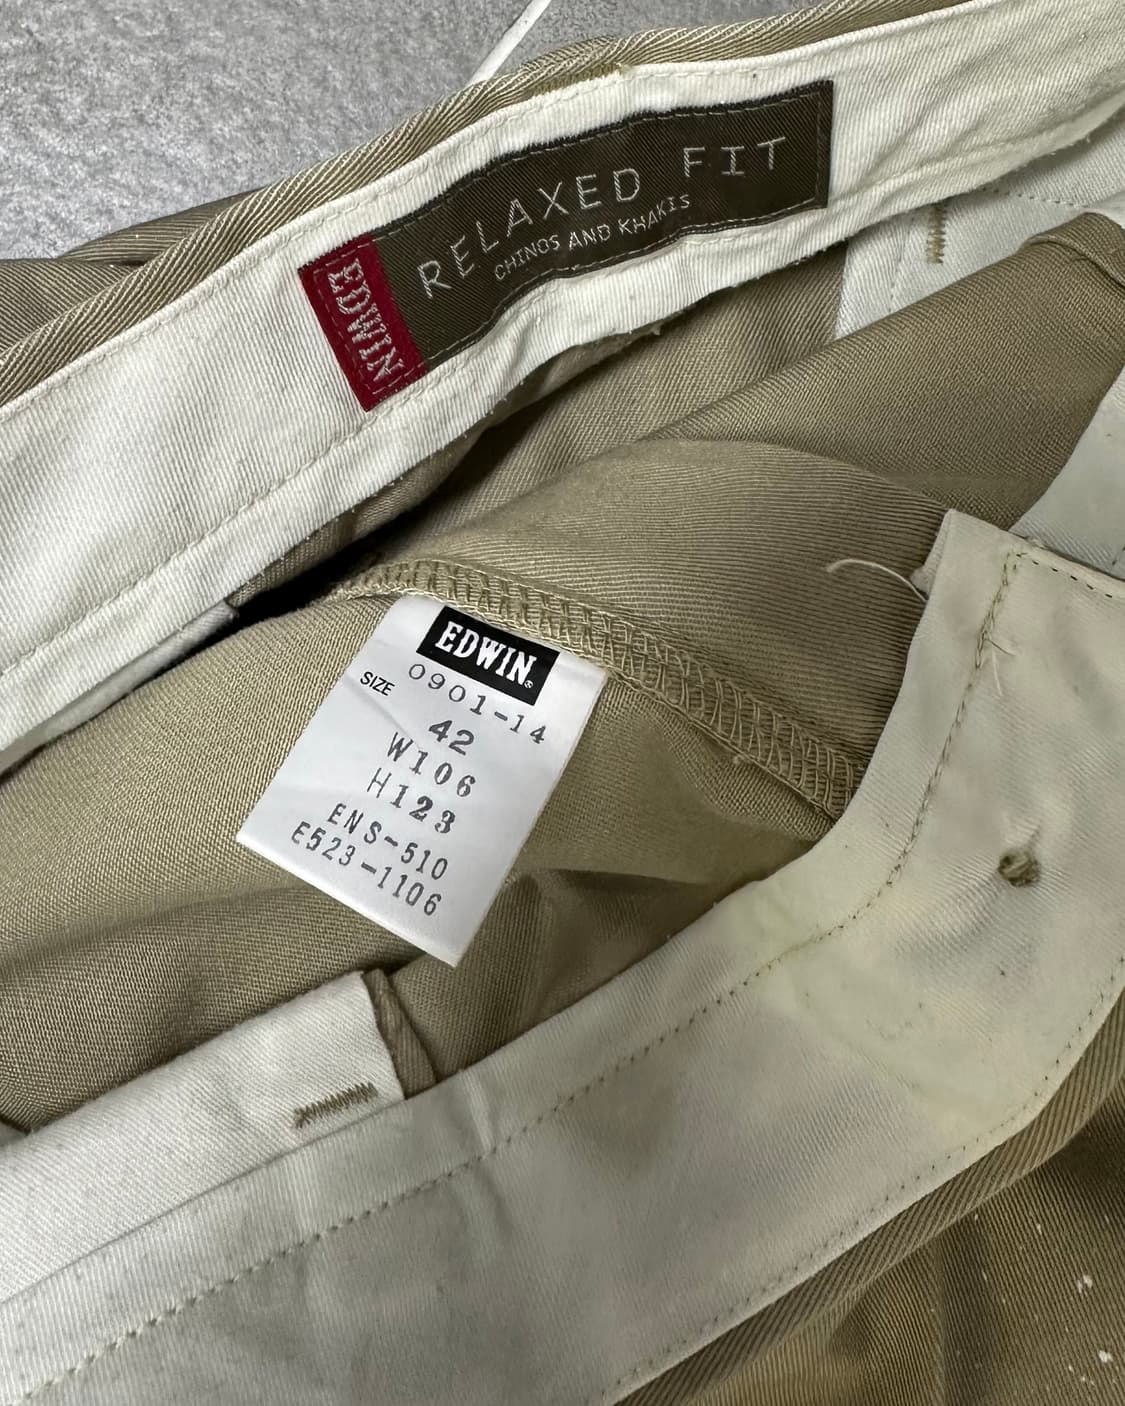 RELAXED FIT
CHINOS AND KHAKIS
EDWIN
EDWIN®
0901-14
SIZE
42
W106
H123
ENS-510
E523-1106